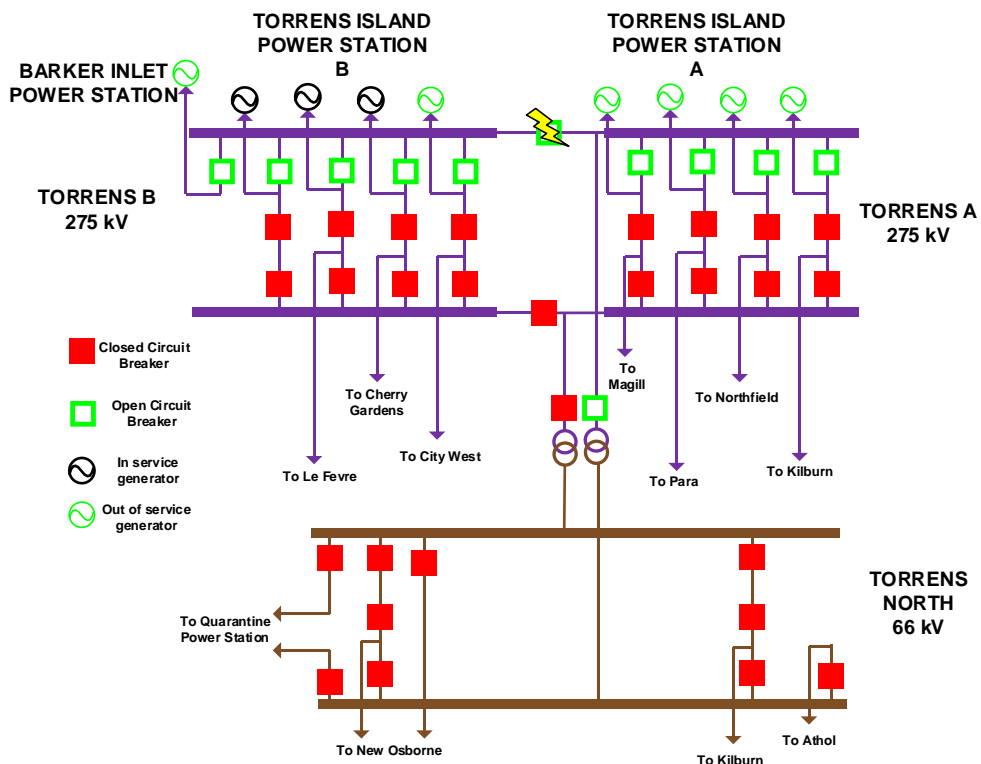 TORRENS ISLAND
POWER STATION
B
TORRENS ISLAND
POWER STATION
A
BARKER INLET
POWER STATION
TORRENS B
275 kV
TORRENS A
275 kV
Closed Circuit
Breaker
Open Circuit
Breaker
In service
generator
Out of service
generator
To Le Fevre
To Cherry
Gardens
To City West
To
Magill
To Para
To Northfield
To Kilburn
TORRENS
NORTH
66 kV
To Quarantine
Power Station
To New Osborne
To Kilburn
To Athol